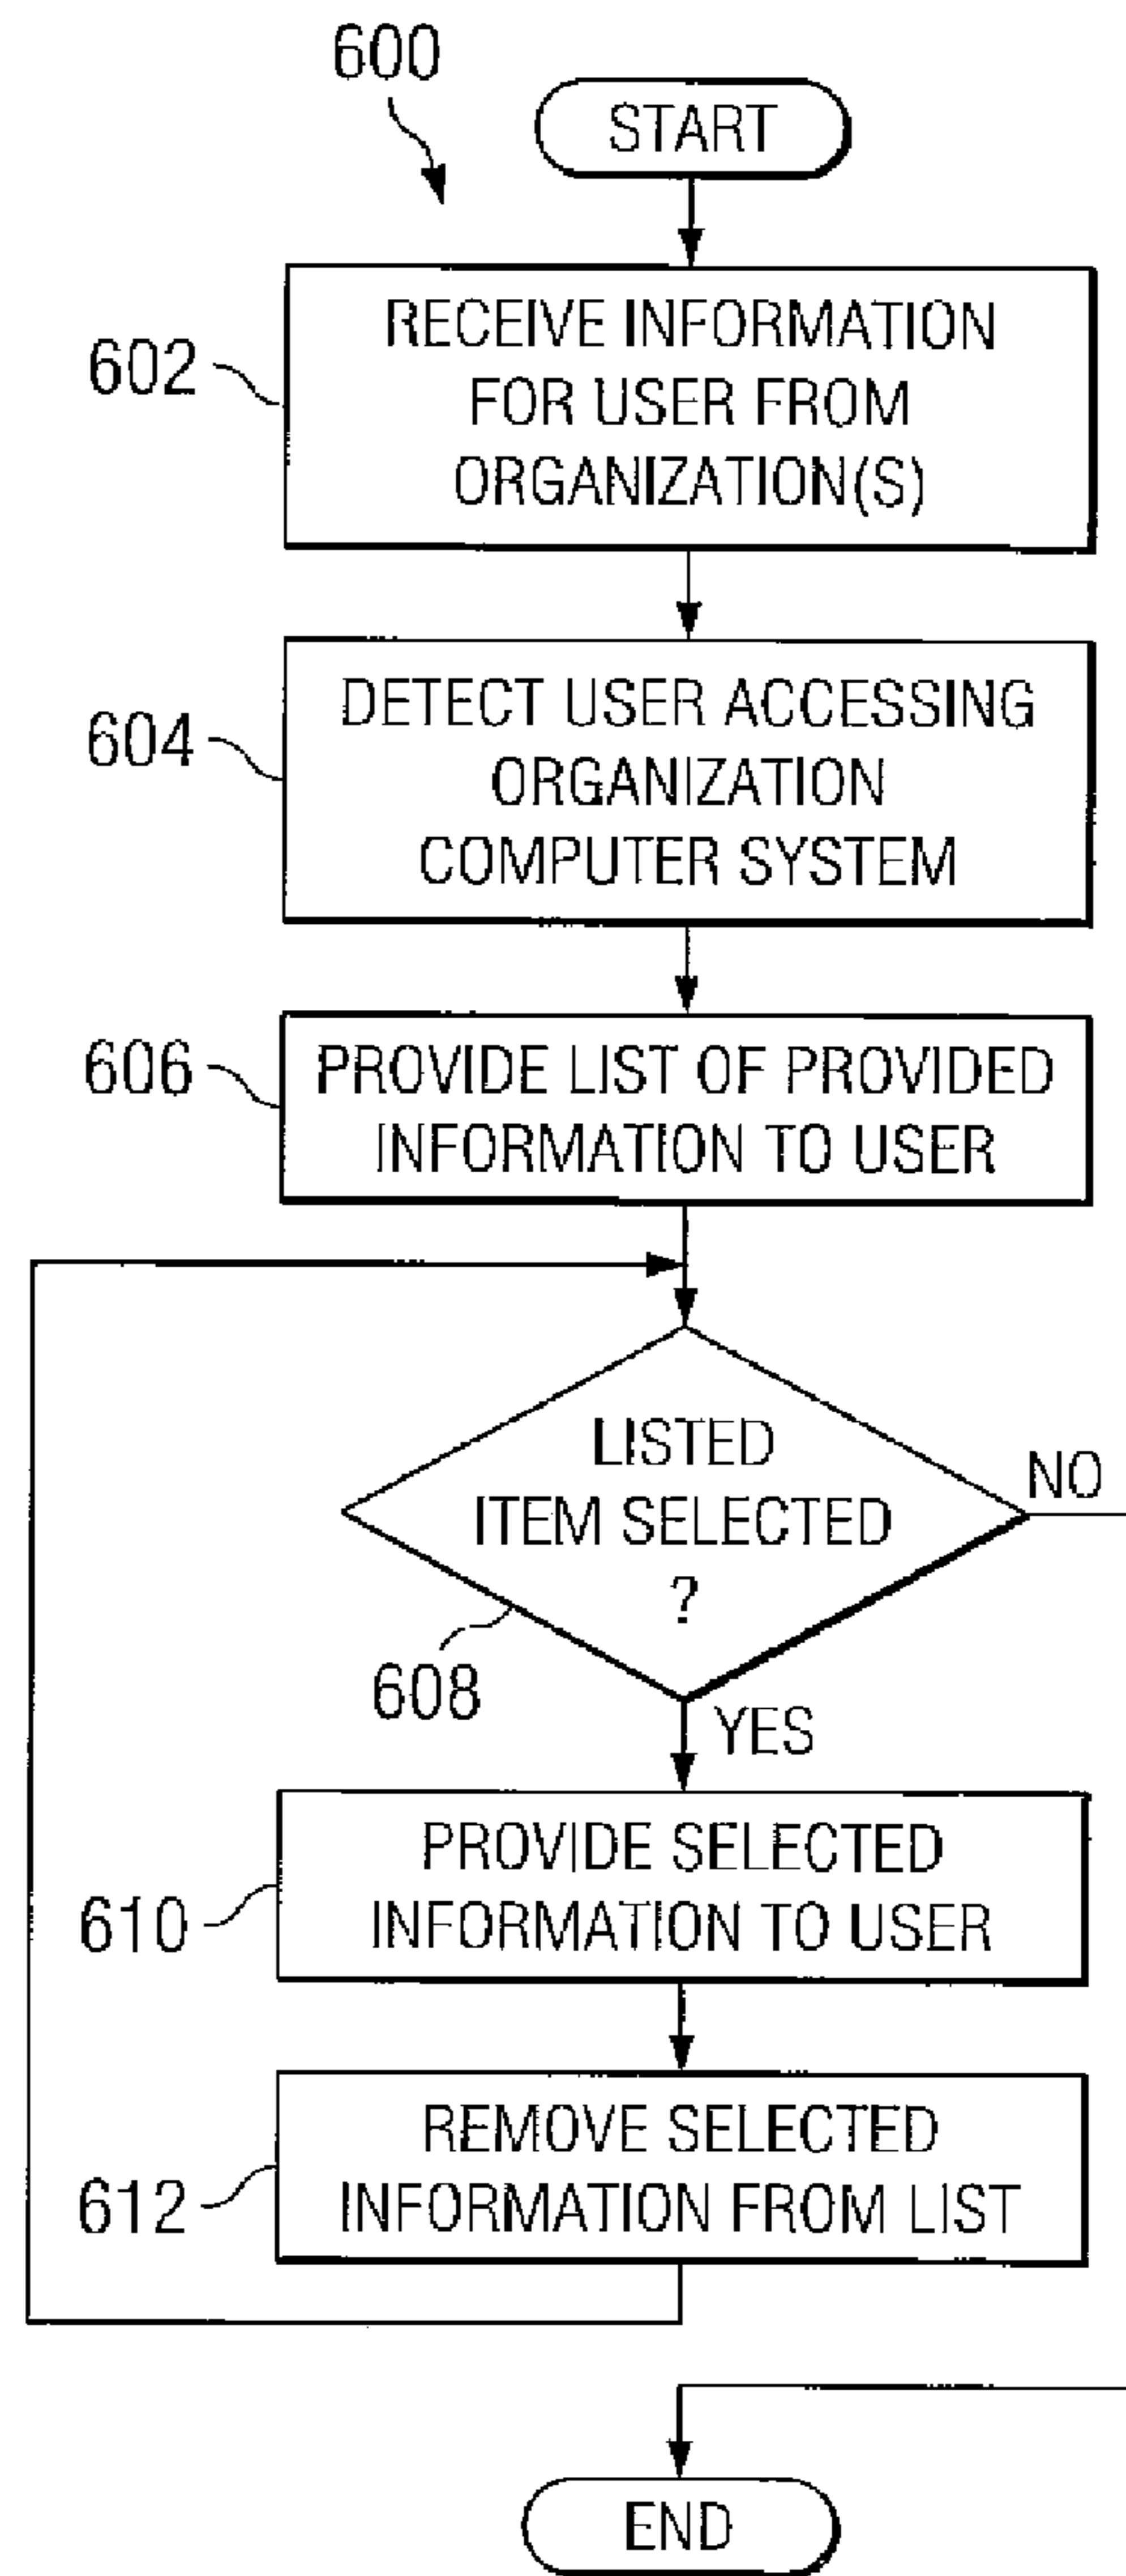 600
START
602
RECEIVE INFORMATION
FOR USER FROM
ORGANIZATION(S)
604
DETECT USER ACCESSING
ORGANIZATION
COMPUTER SYSTEM
606
PROVIDE LIST OF PROVIDED
INFORMATION TO USER
LISTED
ITEM SELECTED
?
NO
608
YES
610
PROVIDE SELECTED
INFORMATION TO USER
612
REMOVE SELECTED
INFORMATION FROM LIST
END